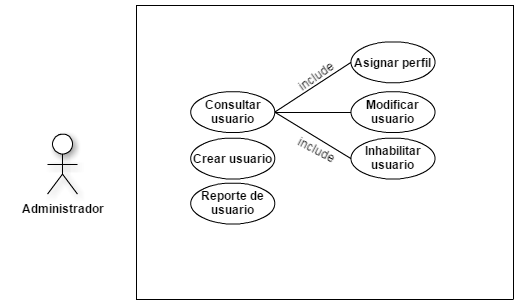 include
Asignar perfil
Consultar
usuario
Modificar
usuario
include
Inhabilitar
usuario
Crear usuario
Reporte de
usuario
Administrador